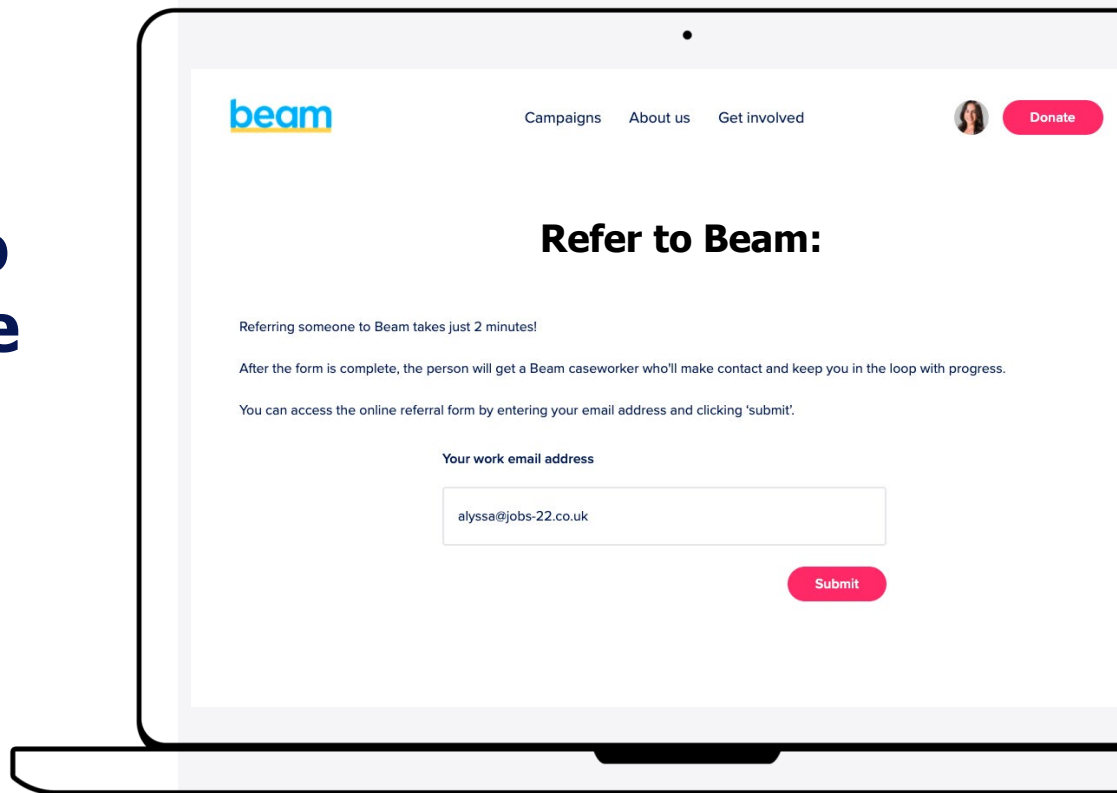 beam
Campaigns About us Get involved
Donate
Refer to Beam:
Referring someone to Beam takes just 2 minutes!
After the form is complete, the person will get a Beam caseworker who'll make contact and keep you in the loop with progress.
You can access the online referral form by entering your email address and clicking ‘submit’.
Your work email address
alyssa@jobs-22.co.uk
Submit